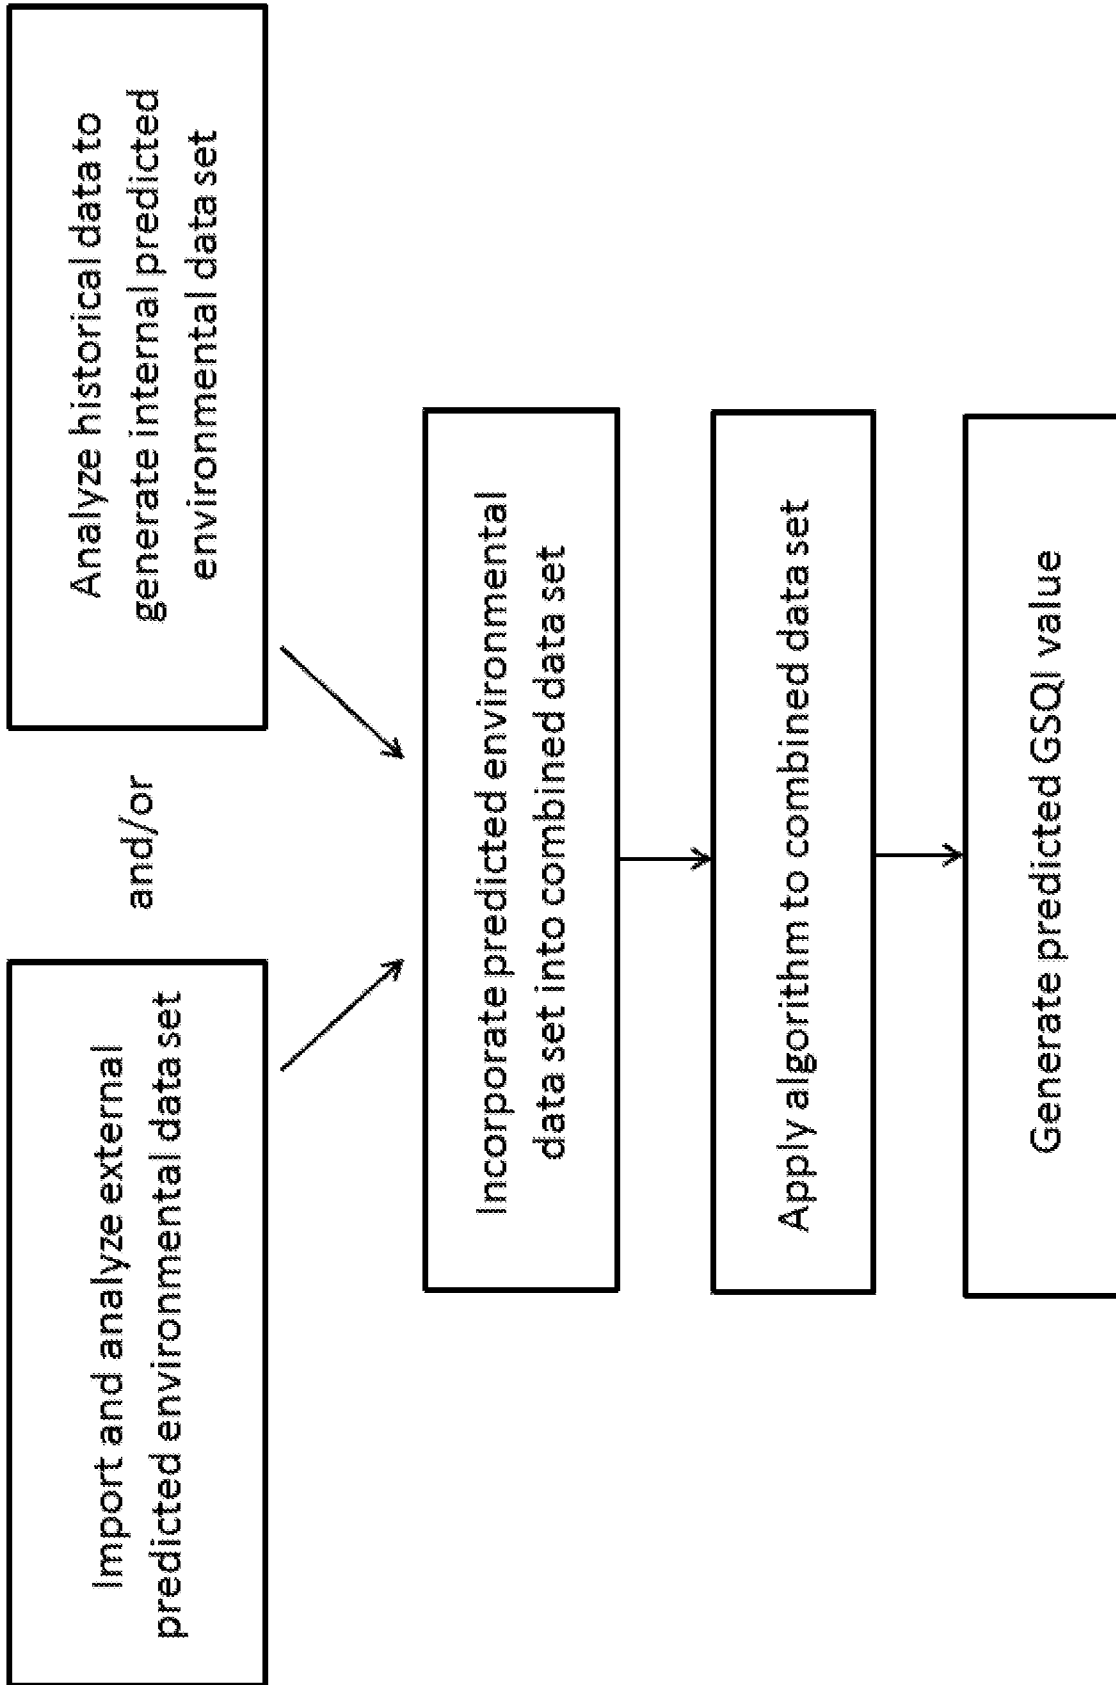 Import and analyze external
predicted environmental data set
and/or
Analyze historical data to
generate internal predicted
environmental data set
Incorporate predicted environmental
data set into combined data set
Apply algorithm to combined data set
Generate predicted GSQI value